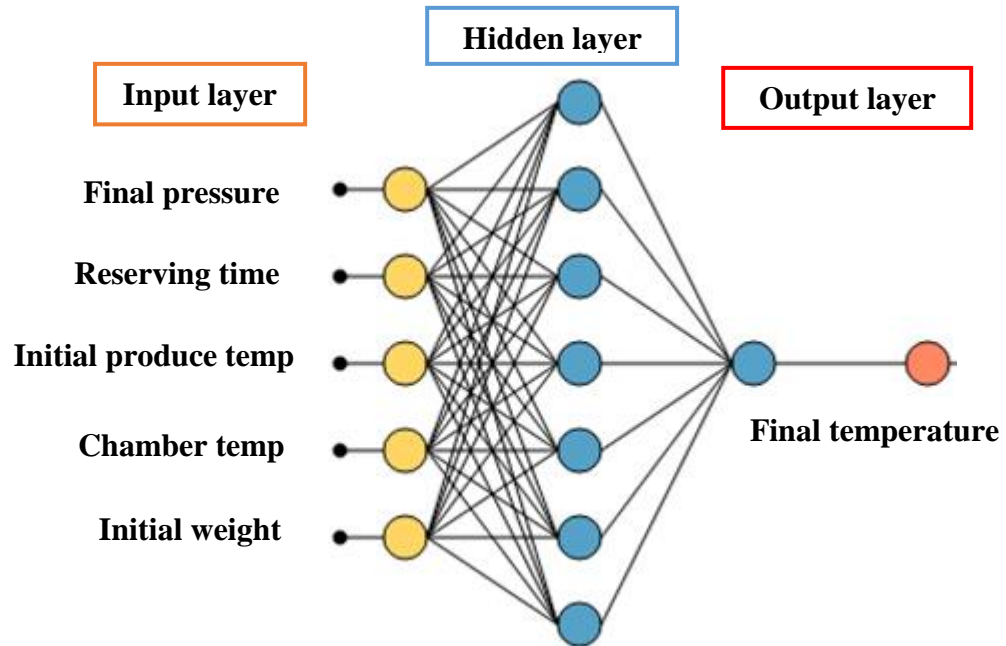 Hidden layer
Input layer
Output layer
Final pressure
Reserving time
Initial produce temp
Chamber temp
Final temperature
Initial weight